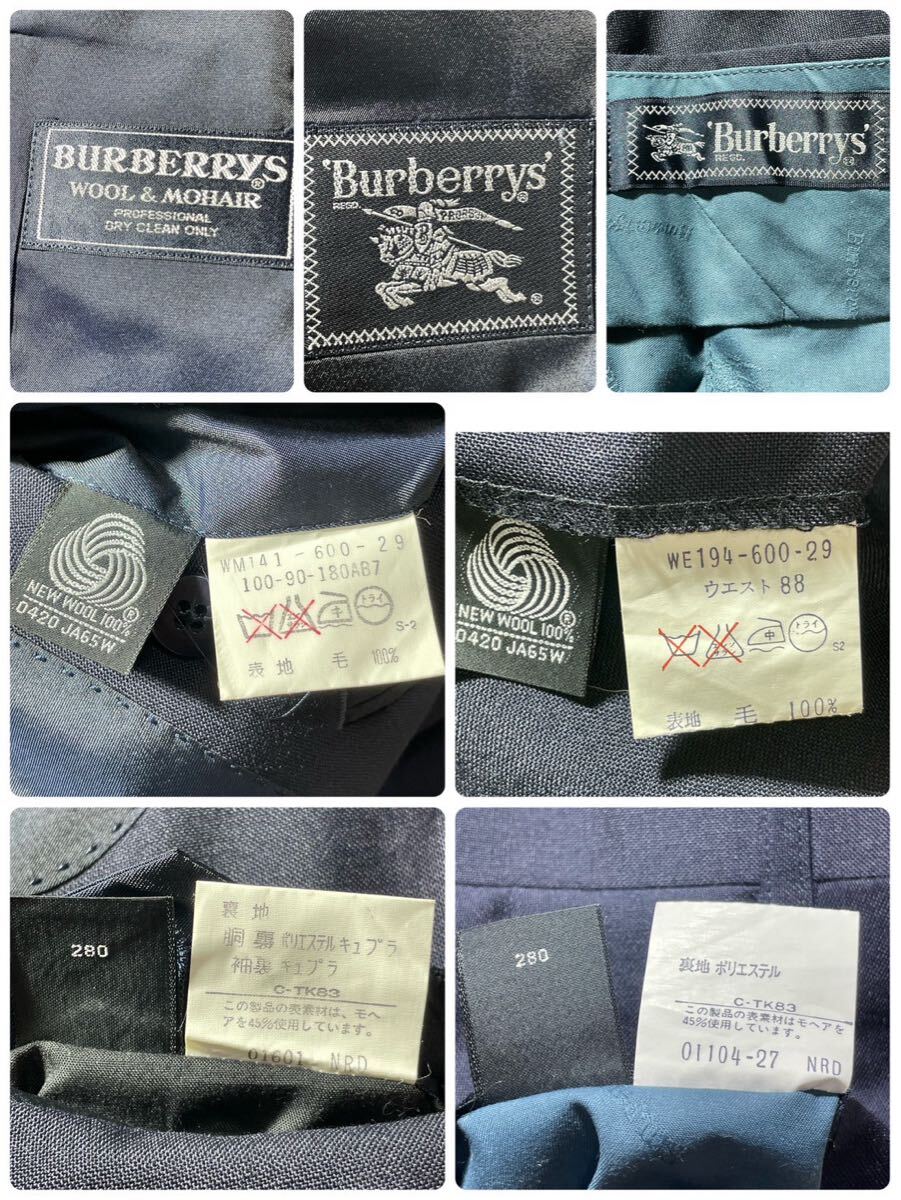 BURBERRYS®
WOOL & MOHAIR
PROFESSIONAL
DRY CLEAN ONLY
'Burberrys'®
REGD.
PRORSUM
®
'Burberrys'®
REGD.
Burberrys
NEW WOOL 100%®
0420 JA65W
WM141-600-29
100-90-180AB7
中
ドライ
S-2
表地 毛 100%
NEW WOOL 100%®
0420 JA65W
WE194-600-29
ウエスト 88
中
ドライ
S2
表地 毛 100%
280
裏地
胴裏 ポリエステル キュプラ
袖裏 キュプラ
C-TK83
この製品の表素材は、モヘ
アを45%使用しています。
01601 NRD
280
裏地 ポリエステル
C-TK83
この製品の表素材はモヘアを
45%使用しています。
01104-27 NRD